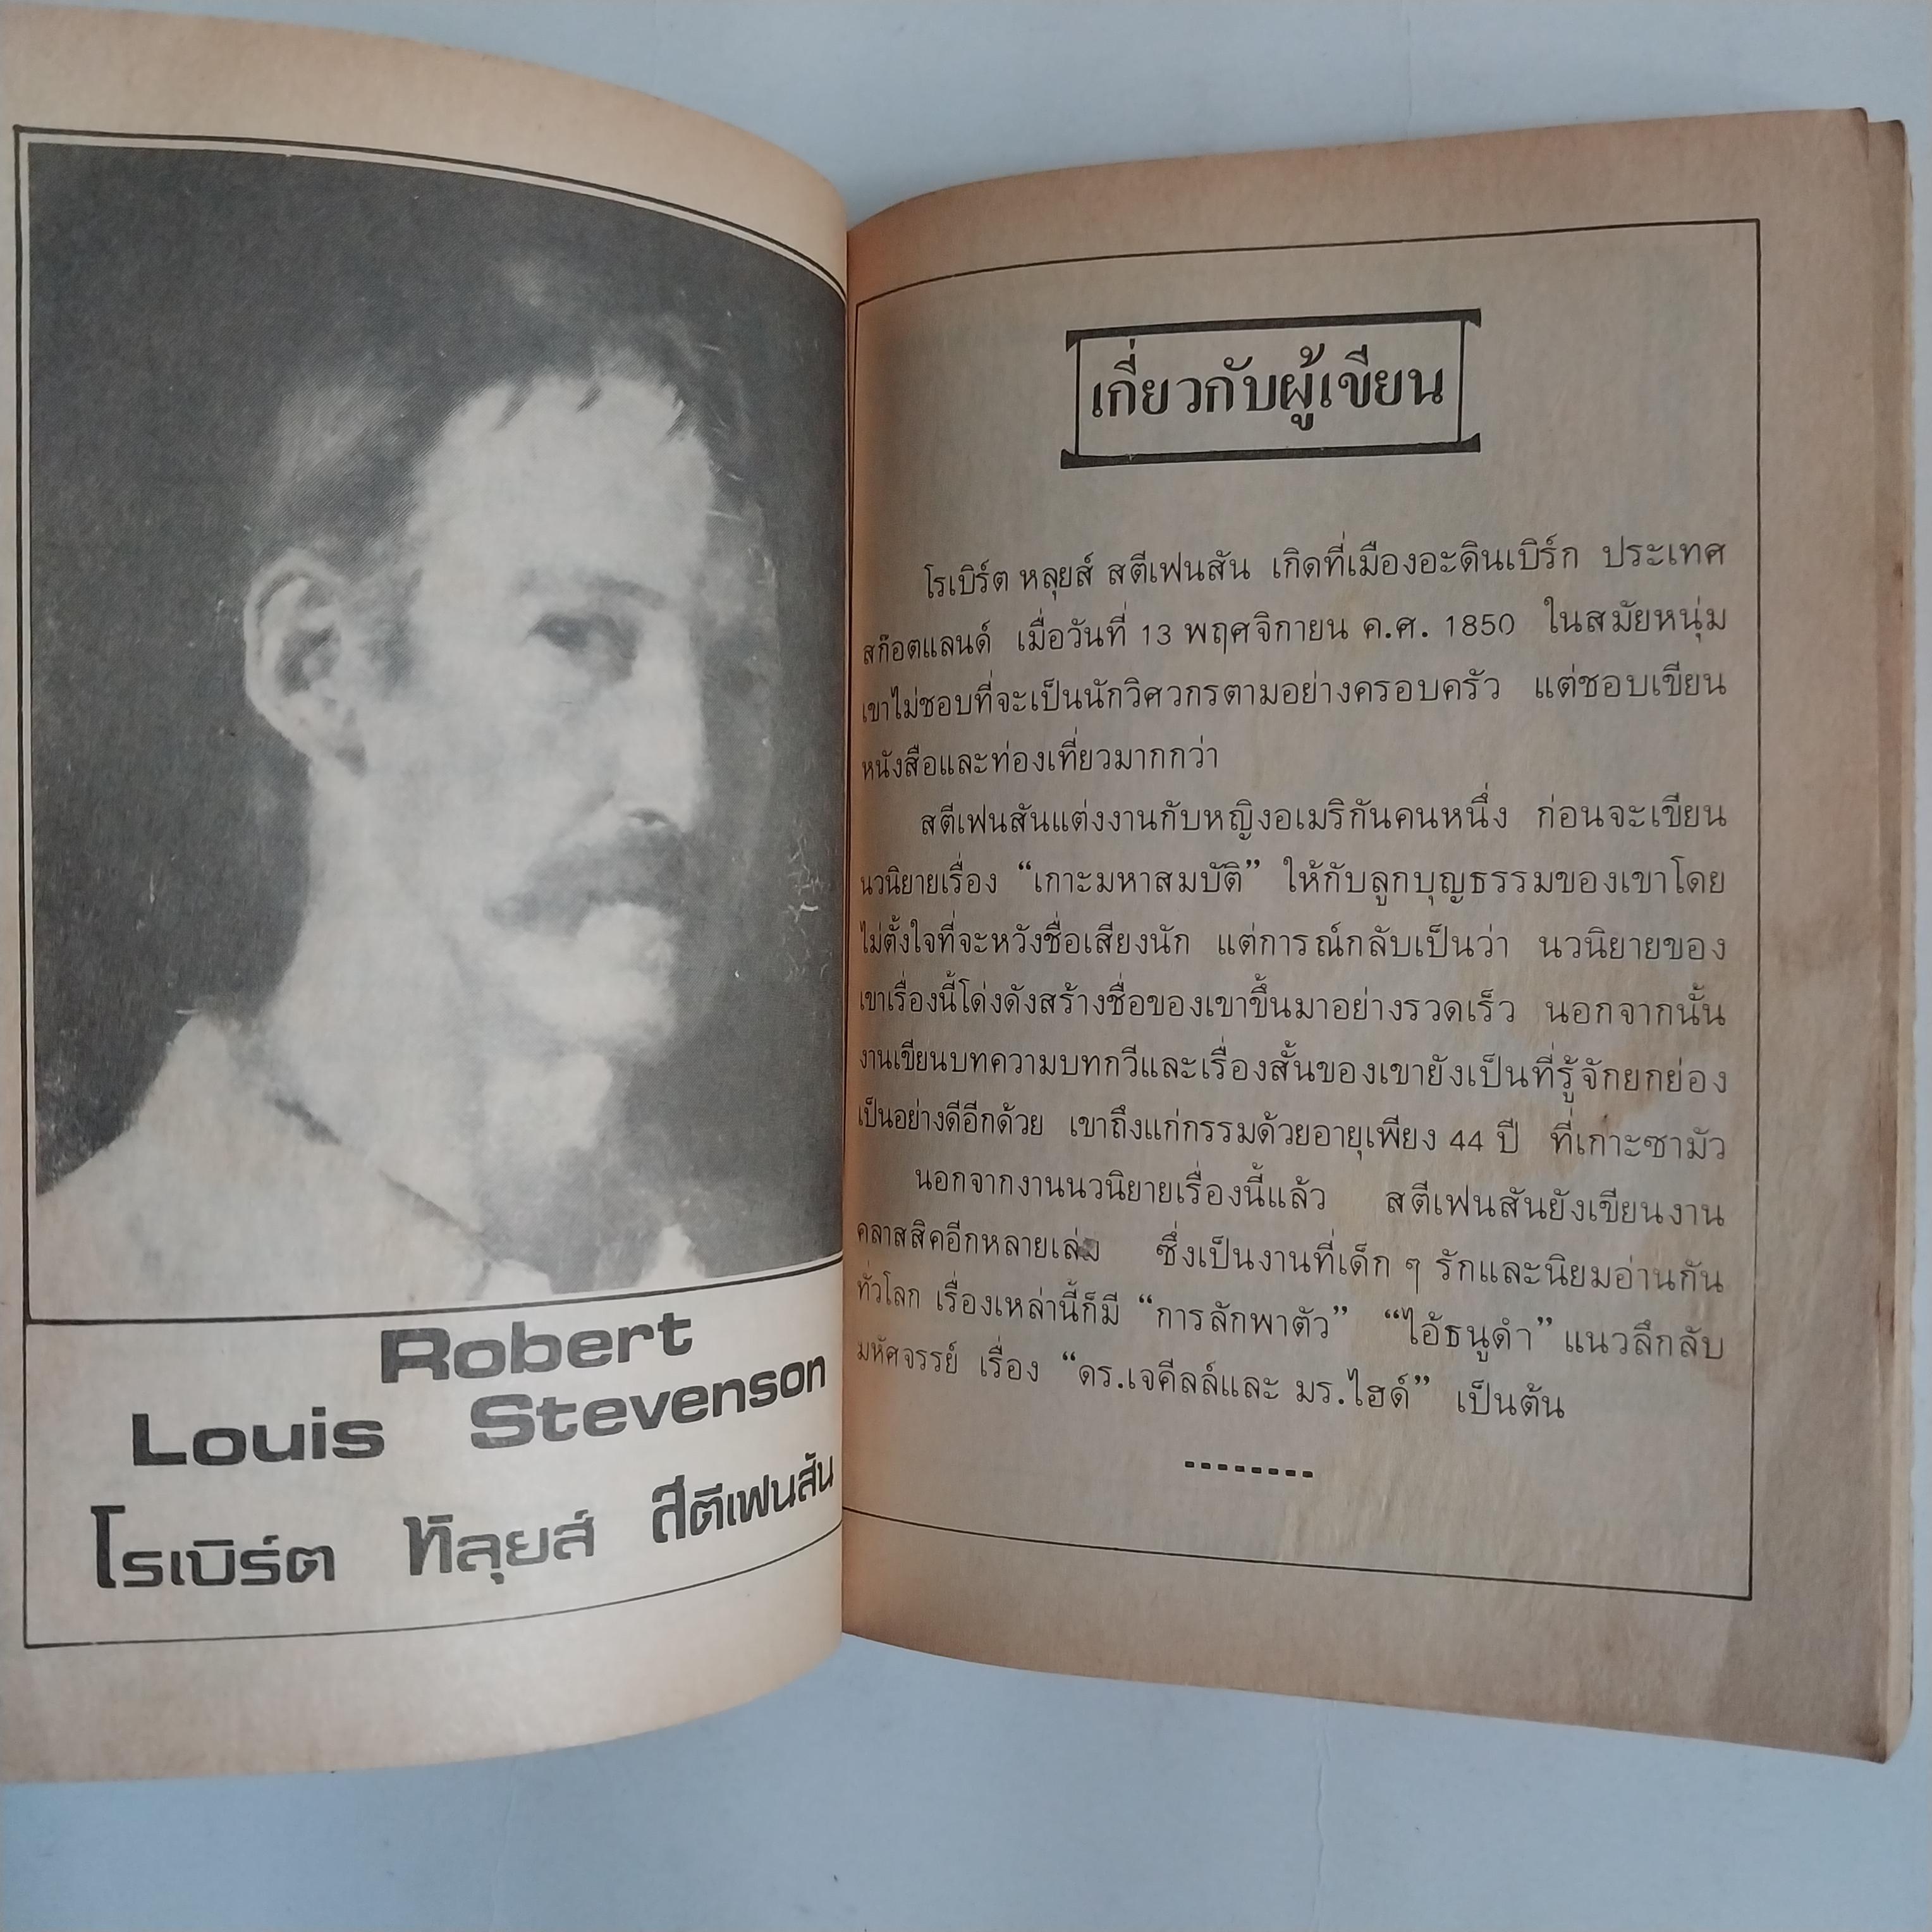 Robert
Louis Stevenson
โรเบิร์ต หลุยส์ สตีเฟนสัน
เกี่ยวกับผู้เขียน
โรเบิร์ต หลุยส์ สตีเฟนสัน เกิดที่เมืองอะดินเบิร์ก ประเทศ
สก๊อตแลนด์ เมื่อวันที่ 13 พฤศจิกายน ค.ศ. 1850 ในสมัยหนุ่ม
เขาไม่ชอบที่จะเป็นนักวิศวกรตามอย่างครอบครัว แต่ชอบเขียน
หนังสือและท่องเที่ยวมากกว่า
สตีเฟนสันแต่งงานกับหญิงอเมริกันคนหนึ่ง ก่อนจะเขียน
นวนิยายเรื่อง “เกาะมหาสมบัติ” ให้กับลูกบุญธรรมของเขาโดย
ไม่ตั้งใจที่จะหวังชื่อเสียงนัก แต่การณ์กลับเป็นว่า นวนิยายของ
เขาเรื่องนี้โด่งดังสร้างชื่อของเขาขึ้นมาอย่างรวดเร็ว นอกจากนั้น
งานเขียนบทความบทกวีและเรื่องสั้นของเขายังเป็นที่รู้จักยกย่อง
เป็นอย่างดีอีกด้วย เขาถึงแก่กรรมด้วยอายุเพียง 44 ปี ที่เกาะซามัว
นอกจากงานนวนิยายเรื่องนี้แล้ว สตีเฟนสันยังเขียนงาน
คลาสสิคอีกหลายเล่ม ซึ่งเป็นงานที่เด็ก ๆ รักและนิยมอ่านกัน
ทั่วโลก เรื่องเหล่านี้ก็มี “การลักพาตัว” “ไอ้ธนูดำ” แนวลึกลับ
มหัศจรรย์ เรื่อง “ดร.เจคีลล์และ มร.ไฮด์” เป็นต้น